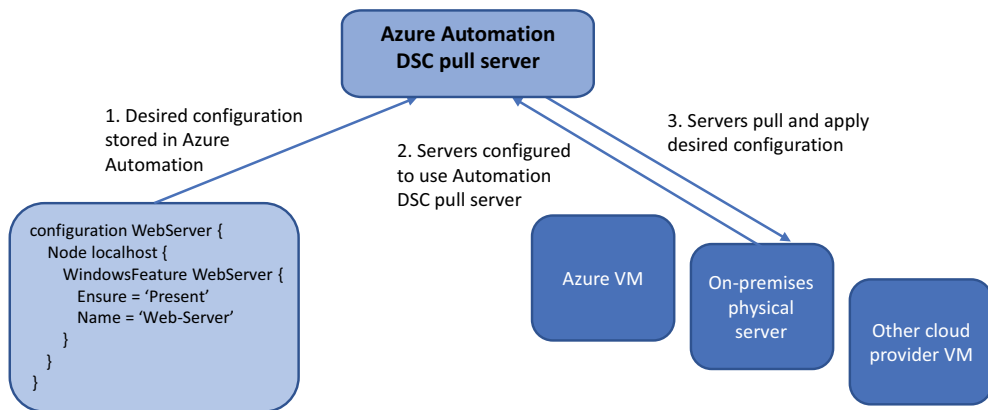 Azure Automation
DSC pull server
1. Desired configuration
stored in Azure
Automation
2. Servers configured
to use Automation
DSC pull server
3. Servers pull and apply
desired configuration
configuration WebServer {
Node localhost {
WindowsFeature WebServer {
Ensure = ‘Present’
Name = ‘Web-Server’
}
}
}
Azure VM
On-premises
physical
server
Other cloud
provider VM